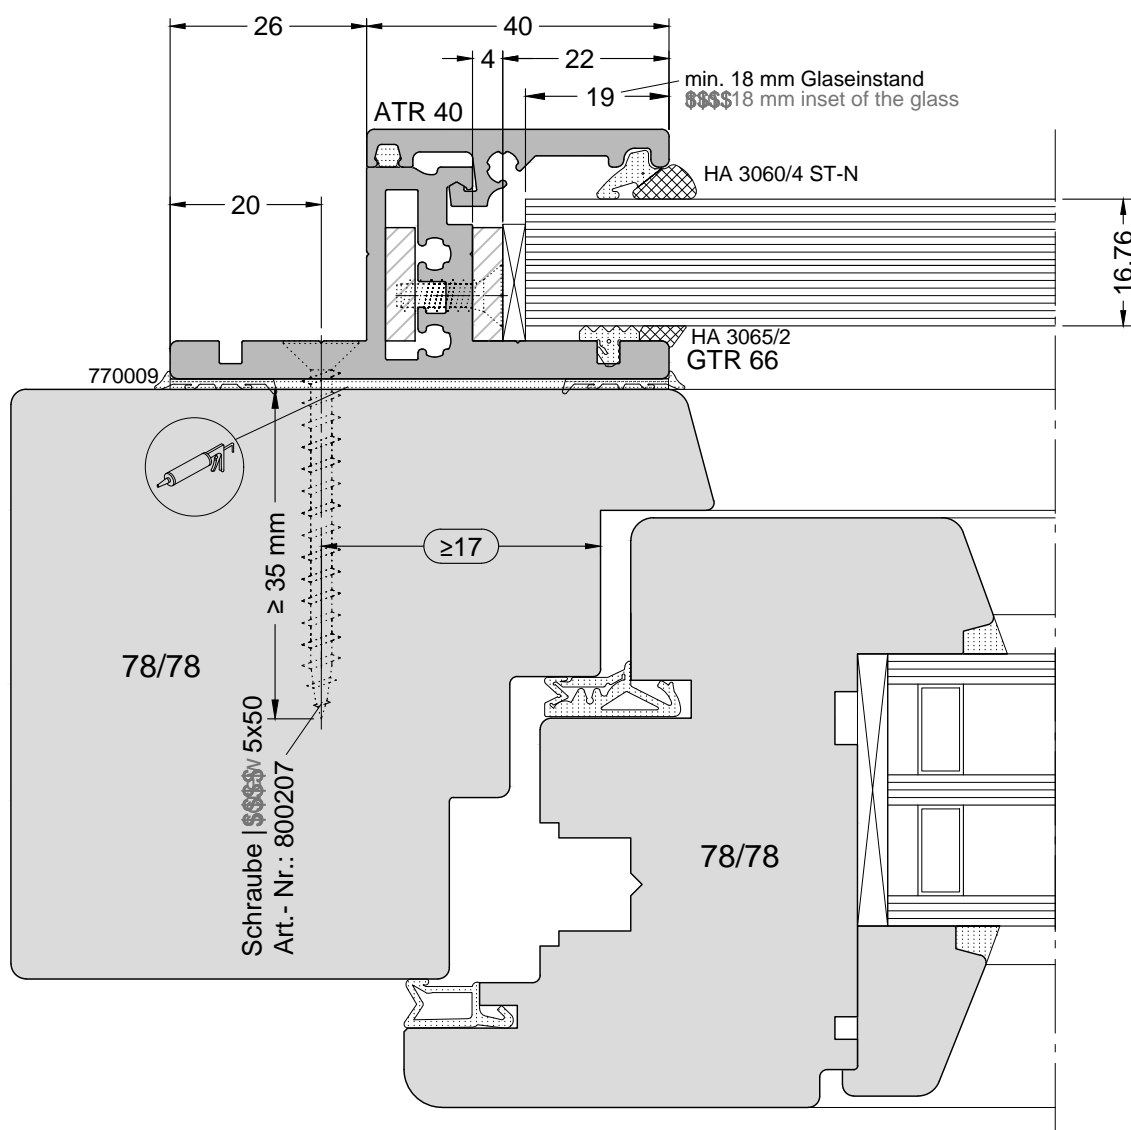 26
40
4
22
min. 18 mm Glaseinstand
19
18 mm inset of the glass
ATR 40
HA 3060/4 ST-N
20
16.76
HA 3065/2
GTR 66
770009
≥ 35 mm
≥17
78/78
Schraube | 5x50
Art.- Nr.: 800207
78/78